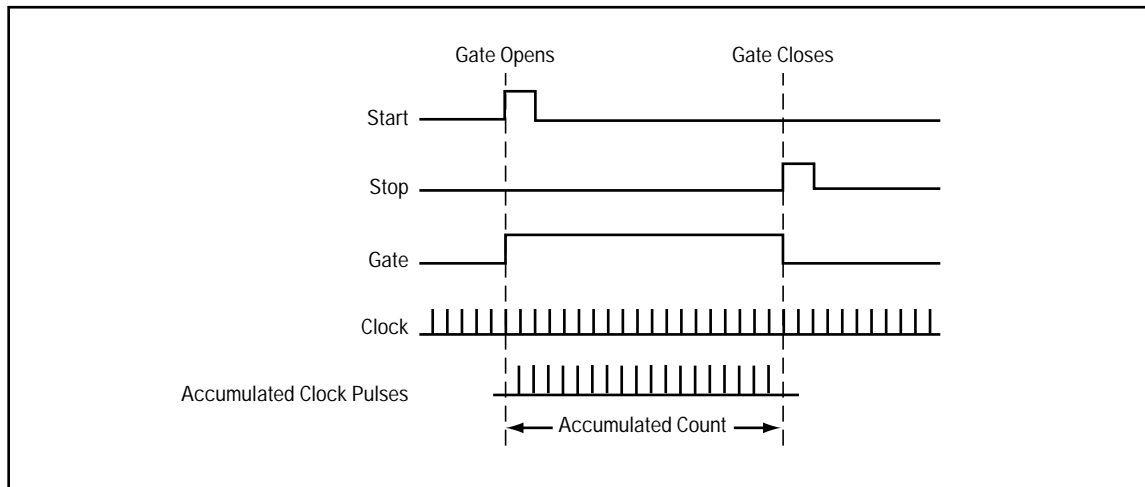 Gate Opens
Gate Closes
Start
Stop
Gate
Clock
Accumulated Clock Pulses
Accumulated Count